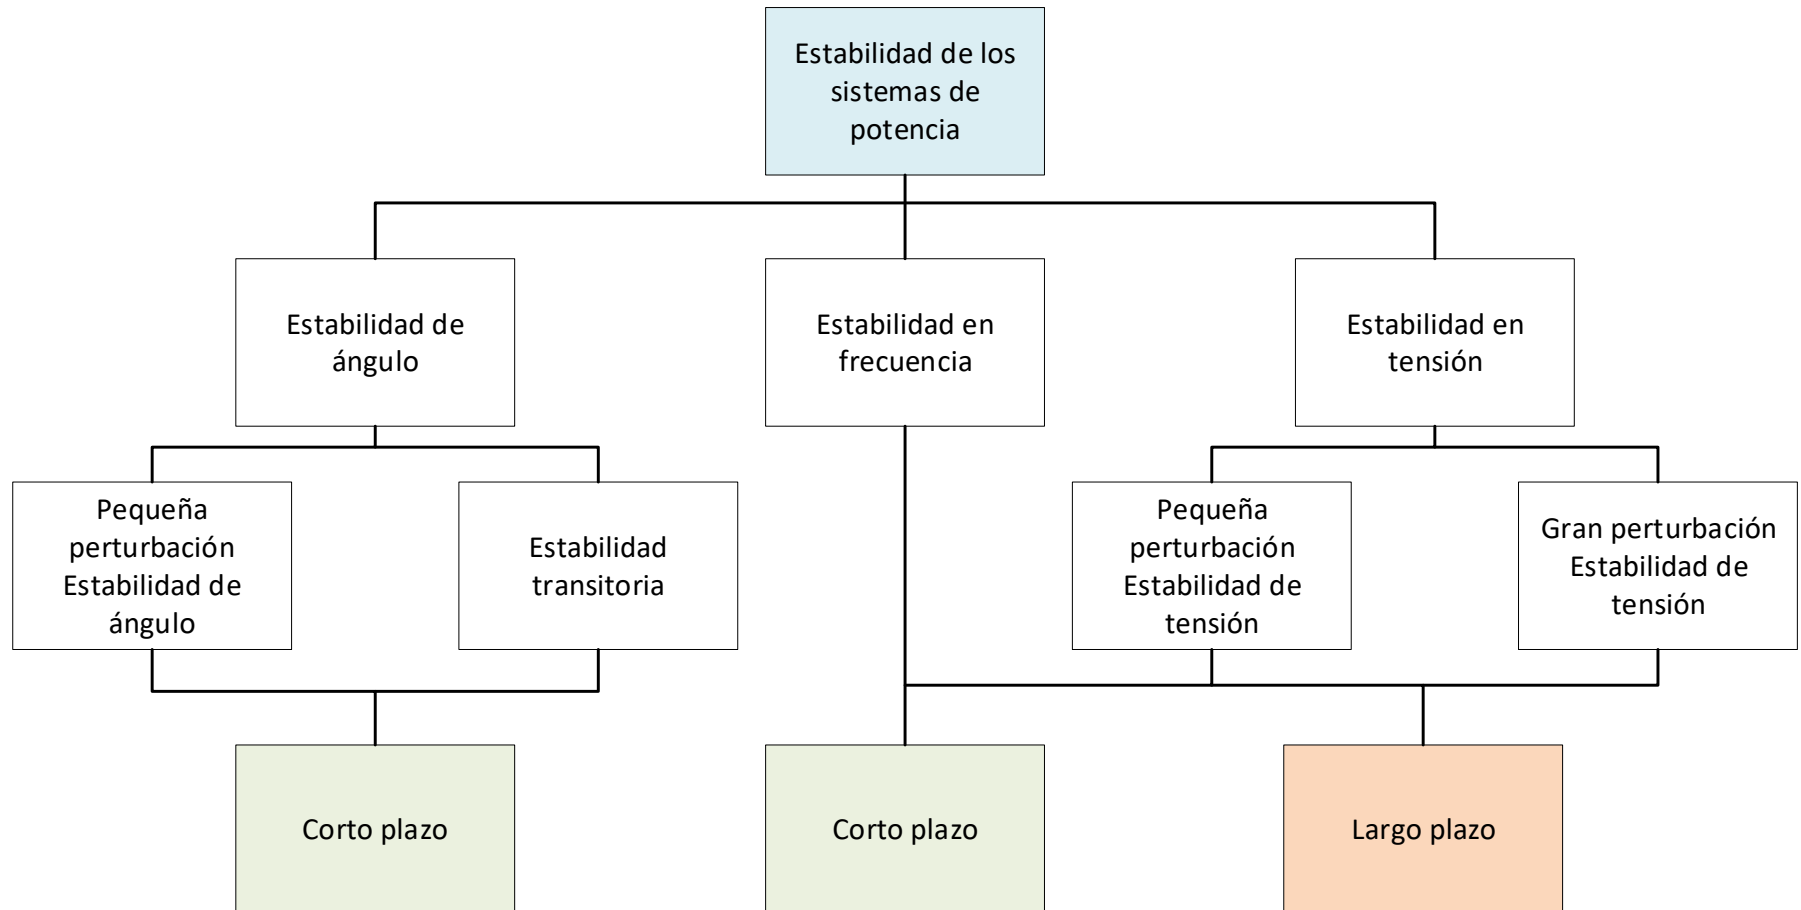 Estabilidad de los
sistemas de
potencia
Estabilidad de
ángulo
Estabilidad en
frecuencia
Estabilidad en
tensión
Pequeña
perturbación
Estabilidad de
ángulo
Estabilidad
transitoria
Pequeña
perturbación
Estabilidad de
tensión
Gran perturbación
Estabilidad de
tensión
Corto plazo
Corto plazo
Largo plazo